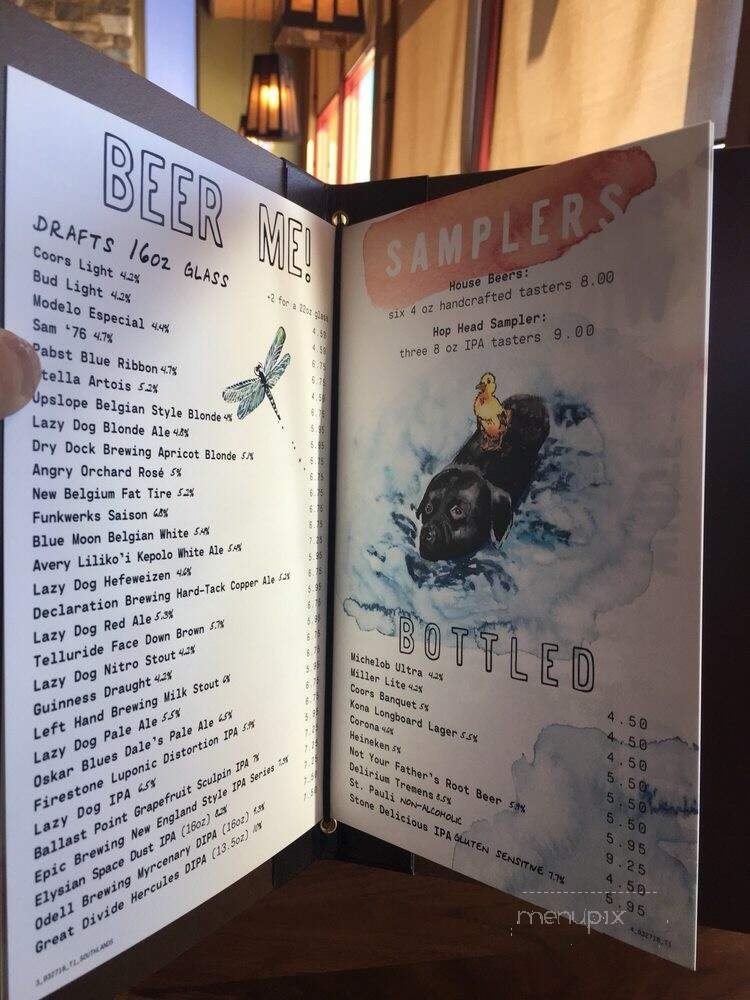 BEER ME!
DRAFTS 16oz GLASS
+2 for a 22oz glass
Coors Light 4.2%
Bud Light 4.2%
Modelo Especial 4.4%
Sam '76 4.7%
Pabst Blue Ribbon 4.7%
Stella Artois 5.2%
Upslope Belgian Style Blonde
Lazy Dog Blonde Ale 4.8%
Dry Dock Brewing Apricot Blonde 5.1%
Angry Orchard Rosé 5%
New Belgium Fat Tire 5.2%
Funkwerks Saison 6.8%
Blue Moon Belgian White 5.4%
Avery Liliko'i Kepolo White Ale 5.4%
Lazy Dog Hefeweizen 4.6%
Declaration Brewing Hard-Tack Copper Ale 5.2%
Lazy Dog Red Ale 5.3%
Telluride Face Down Brown 5.7%
Lazy Dog Nitro Stout 4.2%
Guinness Draught 4.2%
Left Hand Brewing Milk Stout 6%
Lazy Dog Pale Ale 5.5%
Oskar Blues Dale's Pale Ale 6.5%
Firestone Luponic Distortion IPA 5.9%
Lazy Dog IPA 6.5%
Ballast Point Grapefruit Sculpin IPA 7%
Epic Brewing New England Style IPA Series 7.5%
Elysian Space Dust IPA (16oz) 8.2%
Odell Brewing Myrcenary DIPA (16oz) 9.3%
Great Divide Hercules DIPA (13.5oz) 10%
3_032718_T1_SOUTHLANDS
SAMPLERS
House Beers:
six 4 oz handcrafted tasters 8.00
Hop Head Sampler:
three 8 oz IPA tasters 9.00
BOTTLED
Michelob Ultra 4.2% 4.50
Miller Lite 4.2% 4.50
Coors Banquet 5% 4.50
Kona Longboard Lager 5.5% 5.50
Corona 4.6% 5.50
Heineken 5% 5.50
Not Your Father's Root Beer 5.9% 5.95
Delirium Tremens 8.5% 9.25
St. Pauli NON-ALCOHOLIC 4.50
Stone Delicious IPA GLUTEN SENSITIVE 7.7% 5.95
4_032718_T1
menupix